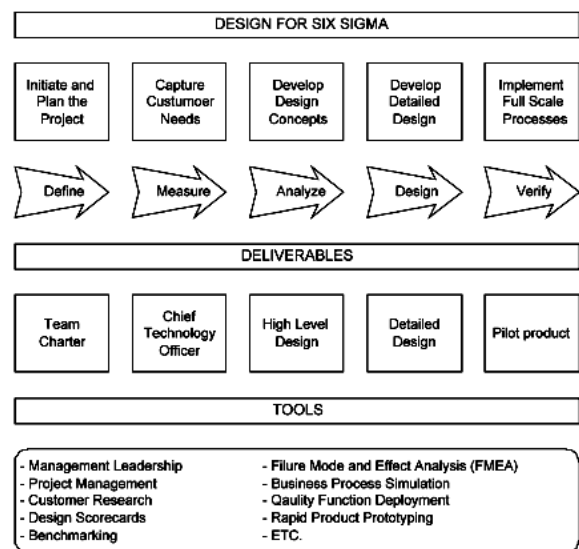 DESIGN FOR SIX SIGMA
Initiate and
Plan the
Project
Capture
Custumoer
Needs
Develop
Design
Concepts
Develop
Detailed
Design
Implement
Full Scale
Processes
Define
Measure
Analyze
Design
Verify
DELIVERABLES
Team
Charter
Chief
Technology
Officer
High Level
Design
Detailed
Design
Pilot product
TOOLS
- Management Leadership
- Project Management
- Customer Research
- Design Scorecards
- Benchmarking
- Filure Mode and Effect Analysis (FMEA)
- Business Process Simulation
- Qaulity Function Deployment
- Rapid Product Prototyping
- ETC.